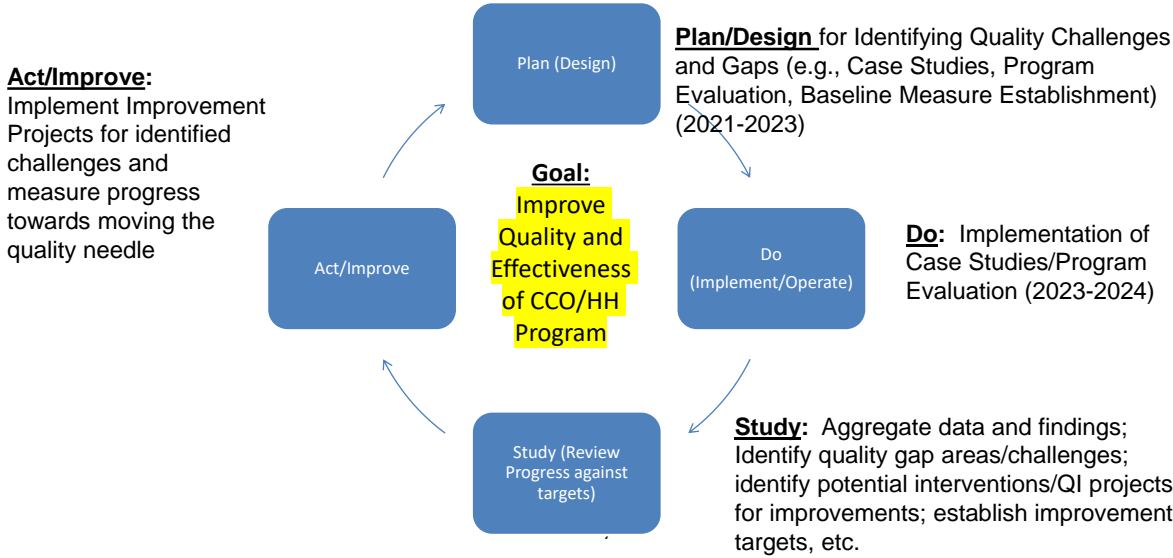 Plan (Design)
Plan/Design for Identifying Quality Challenges
and Gaps (e.g., Case Studies, Program
Evaluation, Baseline Measure Establishment)
(2021-2023)
Act/Improve:
Implement Improvement
Projects for identified
challenges and
measure progress
towards moving the
quality needle
Goal:
Improve
Quality and
Effectiveness
of CCO/HH
Program
Act/Improve
Do
(Implement/Operate)
Do: Implementation of
Case Studies/Program
Evaluation (2023-2024)
Study (Review
Progress against
targets)
Study: Aggregate data and findings;
Identify quality gap areas/challenges;
identify potential interventions/QI projects
for improvements; establish improvement
targets, etc.